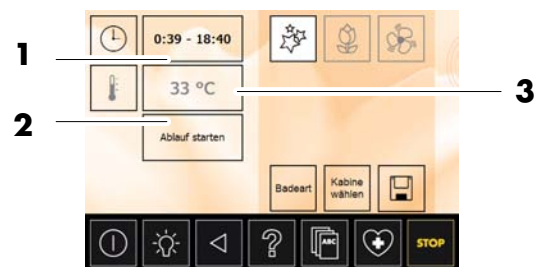 1
0:39 - 18:40
33 °C
3
2
Ablauf starten
Badeart
Kabine
wählen
?
ABC
STOP